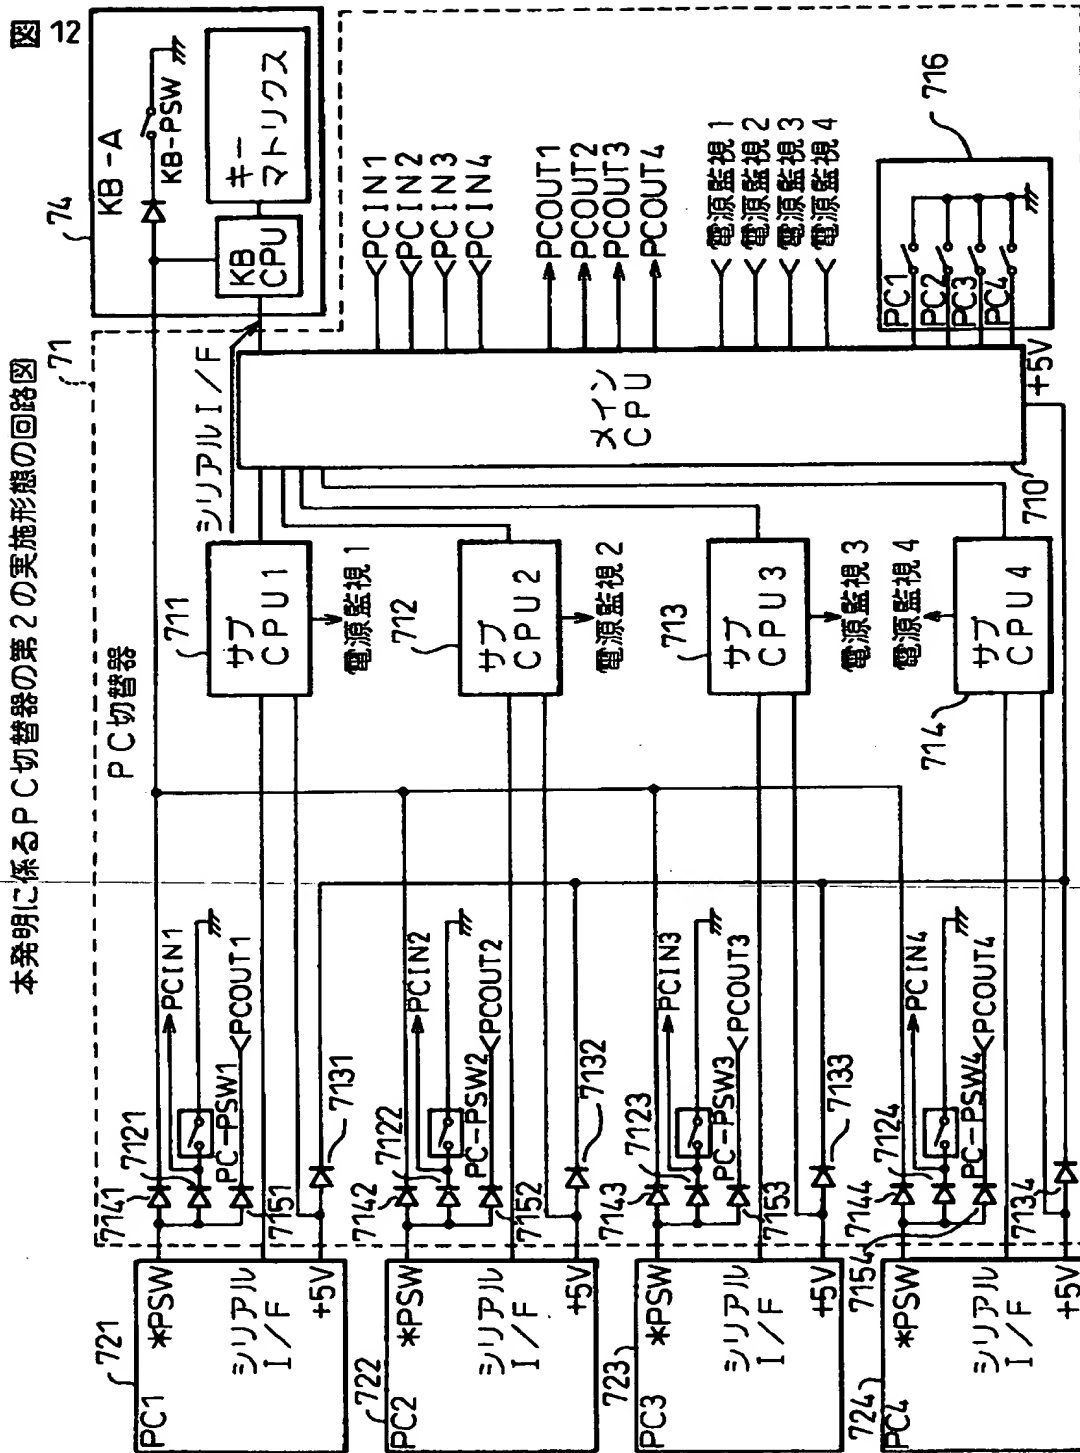 図 12
本発明に係るPC切替器の第2の実施形態の回路図
74
KB-A
KB-PSW
キー
マトリクス
KB
CPU
71
PC切替器
シリアルI/F
メイン
CPU
710
+5V
PCIN1
PCIN2
PCIN3
PCIN4
PCOUT1
PCOUT2
PCOUT3
PCOUT4
電源監視1
電源監視2
電源監視3
電源監視4
716
PC1
PC2
PC3
PC4
711
サブ
CPU1
電源監視1
712
サブ
CPU2
電源監視2
713
サブ
CPU3
電源監視3
714
サブ
CPU4
電源監視4
PCIN1
7141
7121
PC-PSW1
PCOUT1
7151
7131
PCIN2
7142
7122
PC-PSW2
PCOUT2
7152
7132
PCIN3
7143
7123
PC-PSW3
PCOUT3
7153
7133
PCIN4
7144
7124
PC-PSW4
PCOUT4
7154
7134
721
PC1
*PSW
シリアル
I/F
+5V
722
PC2
*PSW
シリアル
I/F
+5V
723
PC3
*PSW
シリアル
I/F
+5V
724
PC4
*PSW
シリアル
I/F
+5V